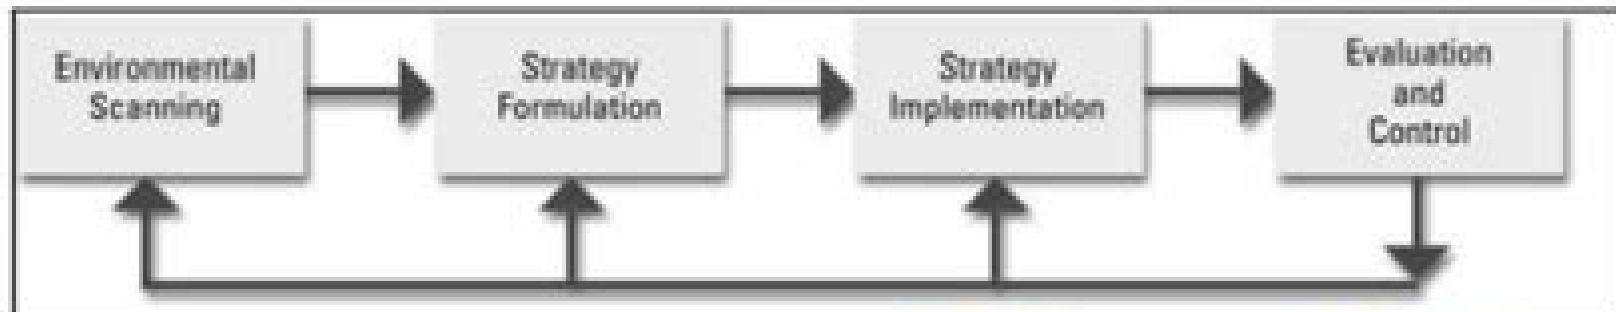 Environmental
Scanning
Strategy
Formulation
Strategy
Implementation
Evaluation
and
Control